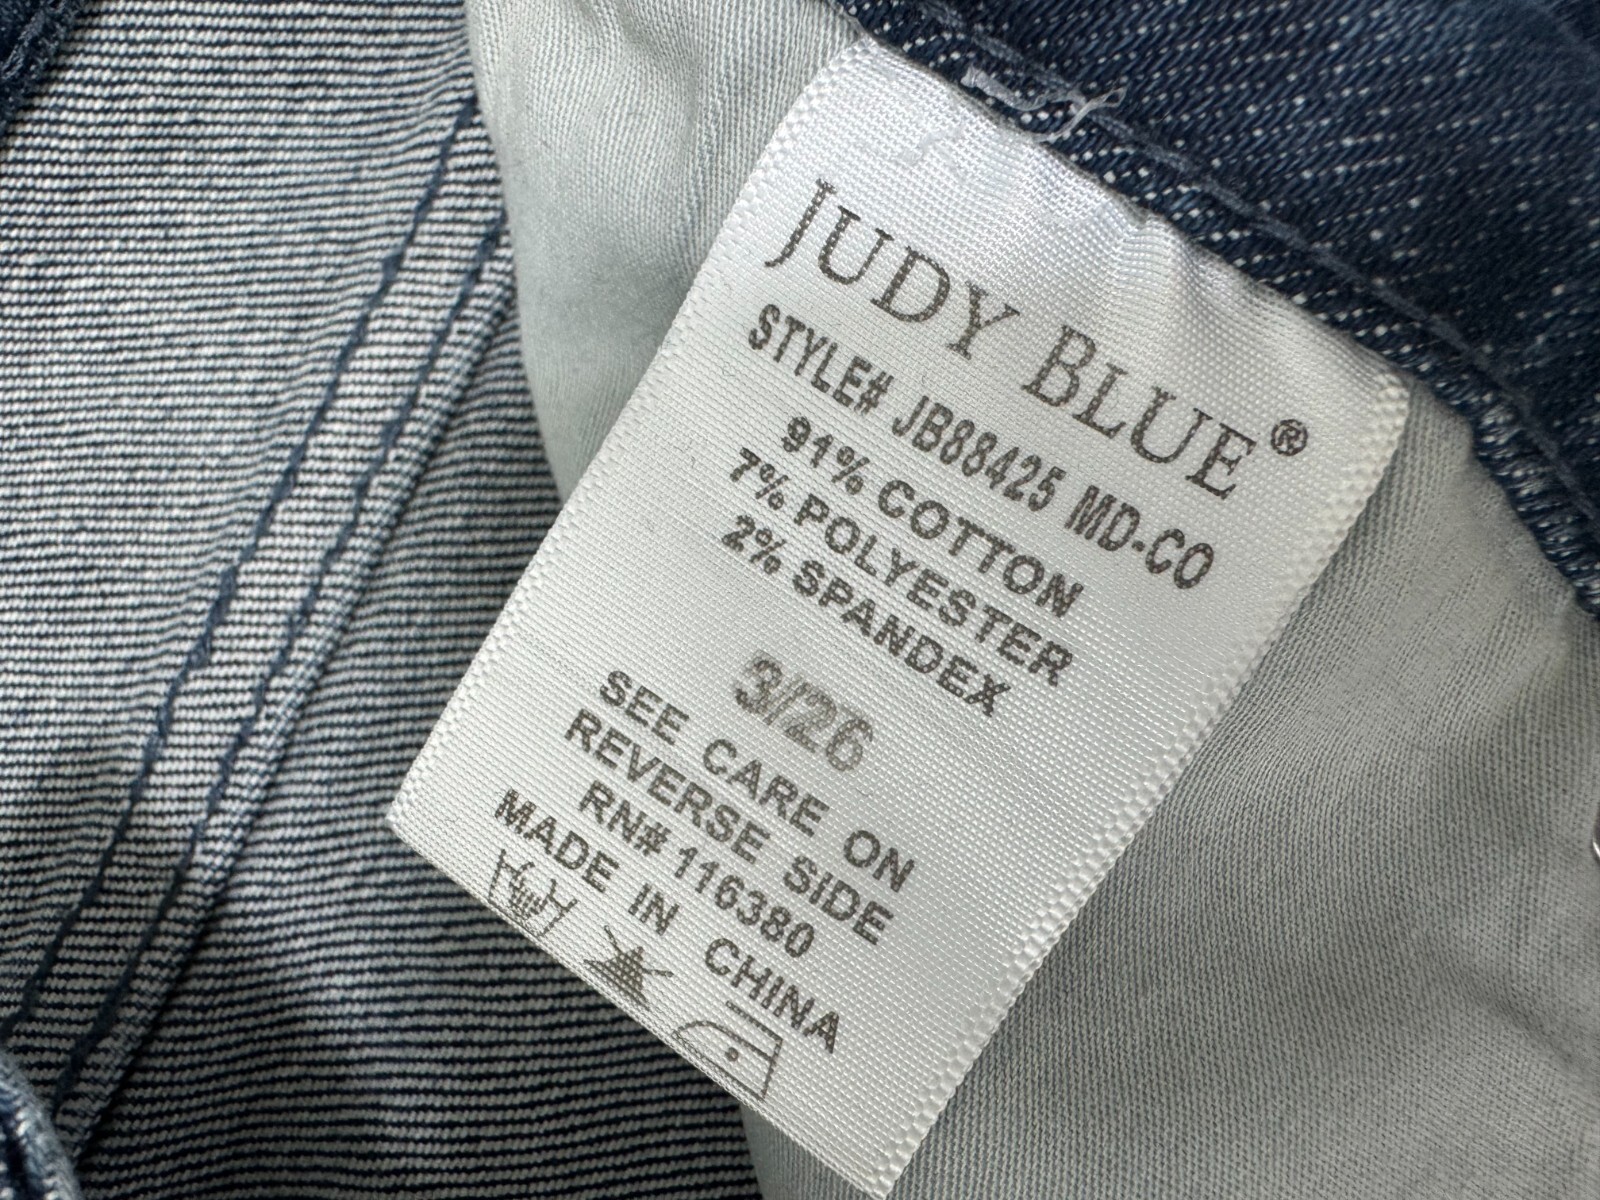 JUDY BLUE®
STYLE# JB88425 MD-CO
91% COTTON
7% POLYESTER
2% SPANDEX
3/26
SEE CARE ON
REVERSE SIDE
RN# 116380
MADE IN CHINA